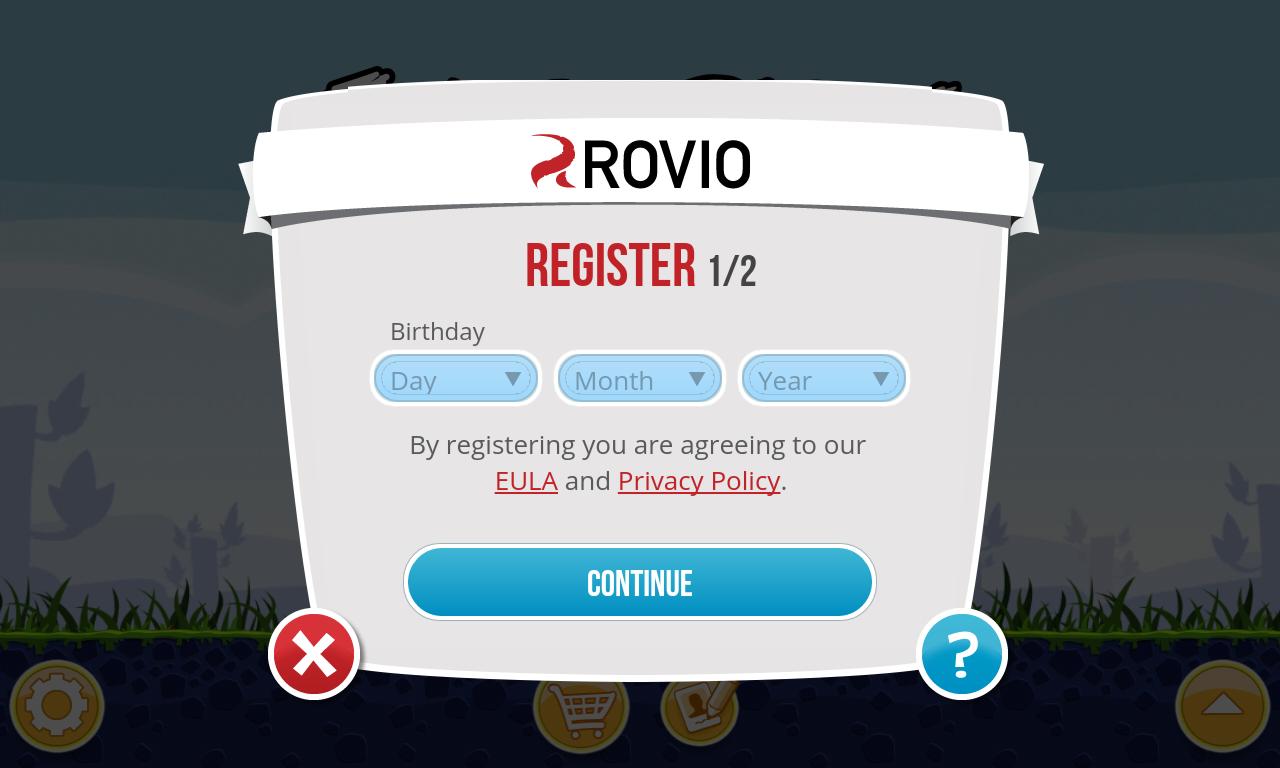 ROVIO
REGISTER 1/2
Birthday
Day Month Year
By registering you are agreeing to our
EULA and Privacy Policy.
CONTINUE
?